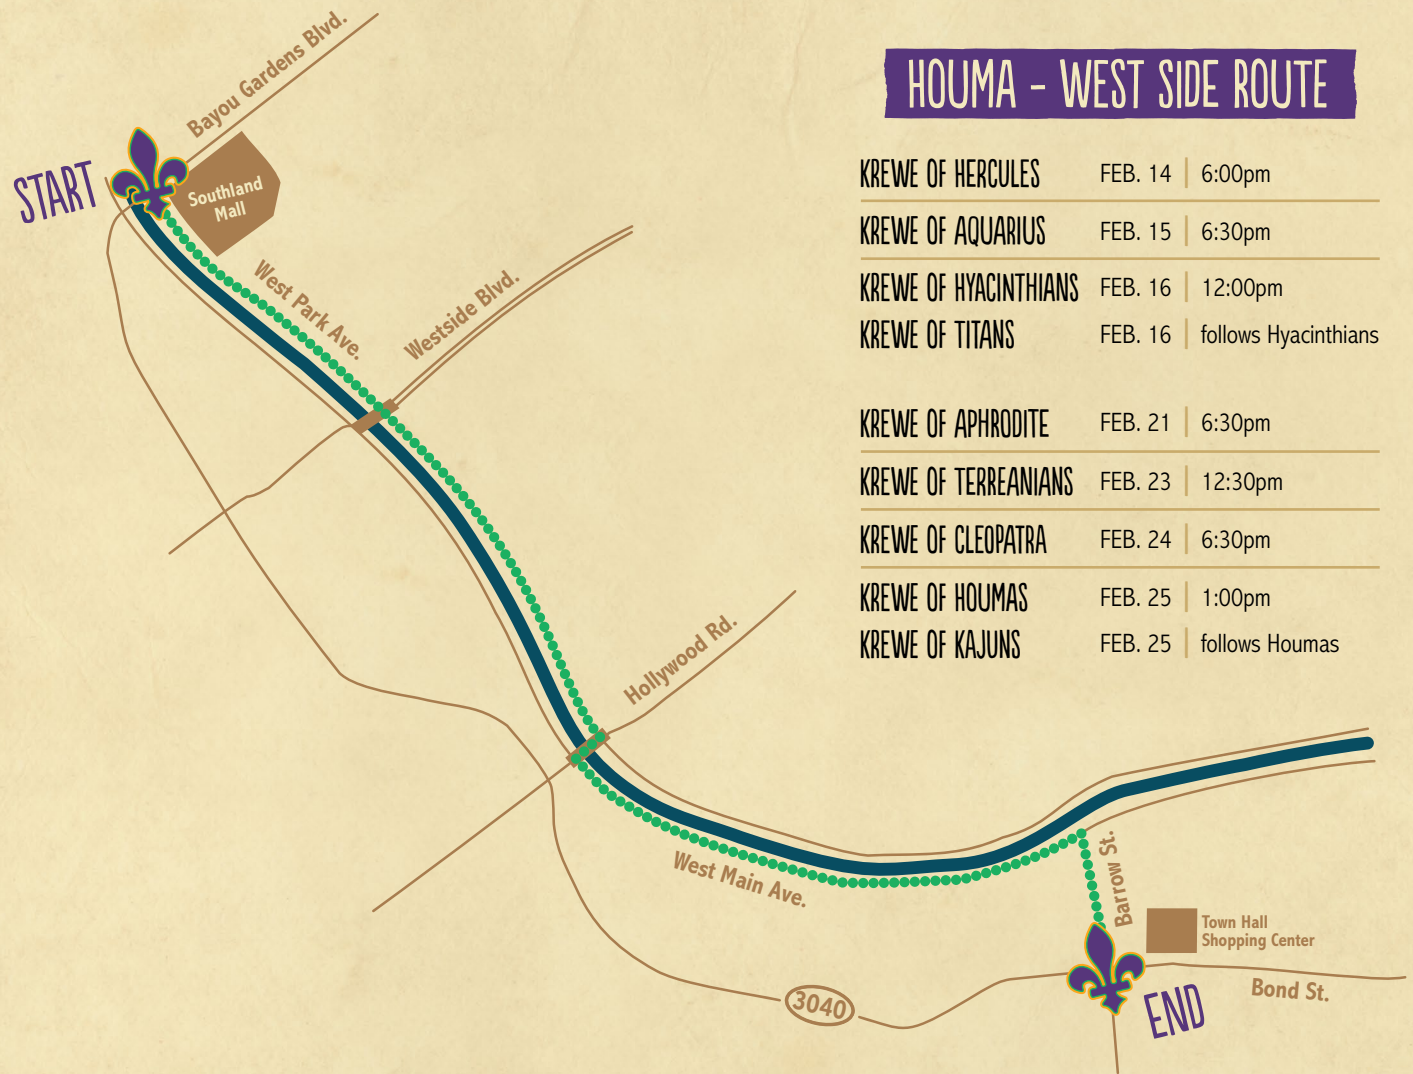 HOUMA - WEST SIDE ROUTE
KREWE OF HERCULES FEB. 14 6:00pm
KREWE OF AQUARIUS FEB. 15 6:30pm
KREWE OF HYACINTHIANS FEB. 16 12:00pm
KREWE OF TITANS FEB. 16 follows Hyacinthians
KREWE OF APHRODITE FEB. 21 6:30pm
KREWE OF TERREANIANS FEB. 23 12:30pm
KREWE OF CLEOPATRA FEB. 24 6:30pm
KREWE OF HOUMAS FEB. 25 1:00pm
KREWE OF KAJUNS FEB. 25 follows Houmas
Bayou Gardens Blvd.
START
Southland
Mall
West Park Ave.
Westside Blvd.
Hollywood Rd.
West Main Ave.
Barrow St.
Town Hall
Shopping Center
Bond St.
3040
END